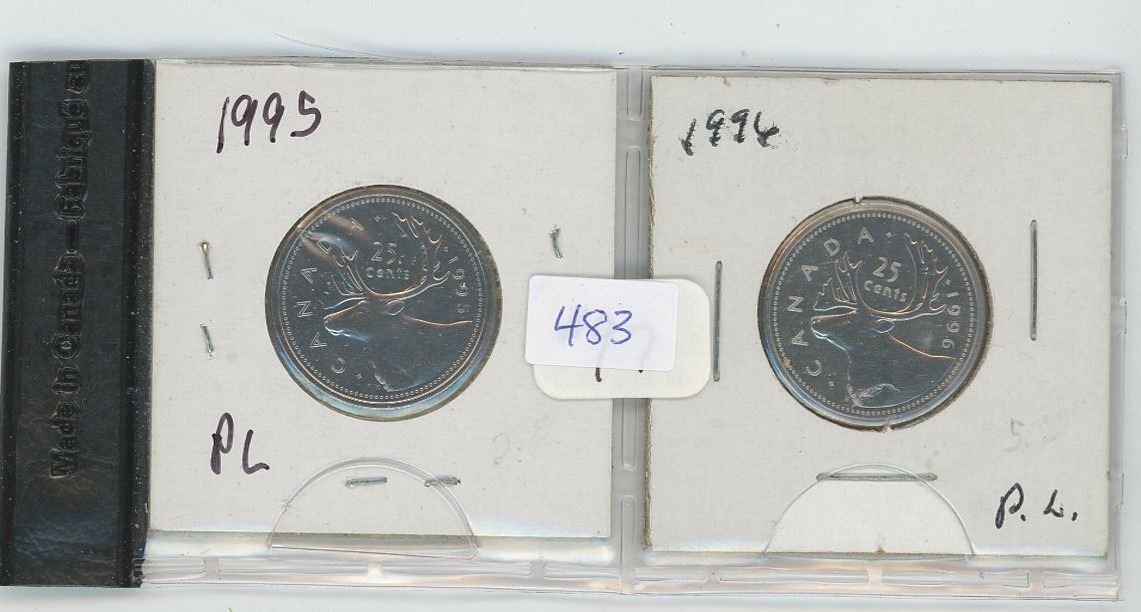 Made in Canada —
1995
CANADA
25
cents
1995
PL
483
1996
CANADA
25
cents
1996
P.L.